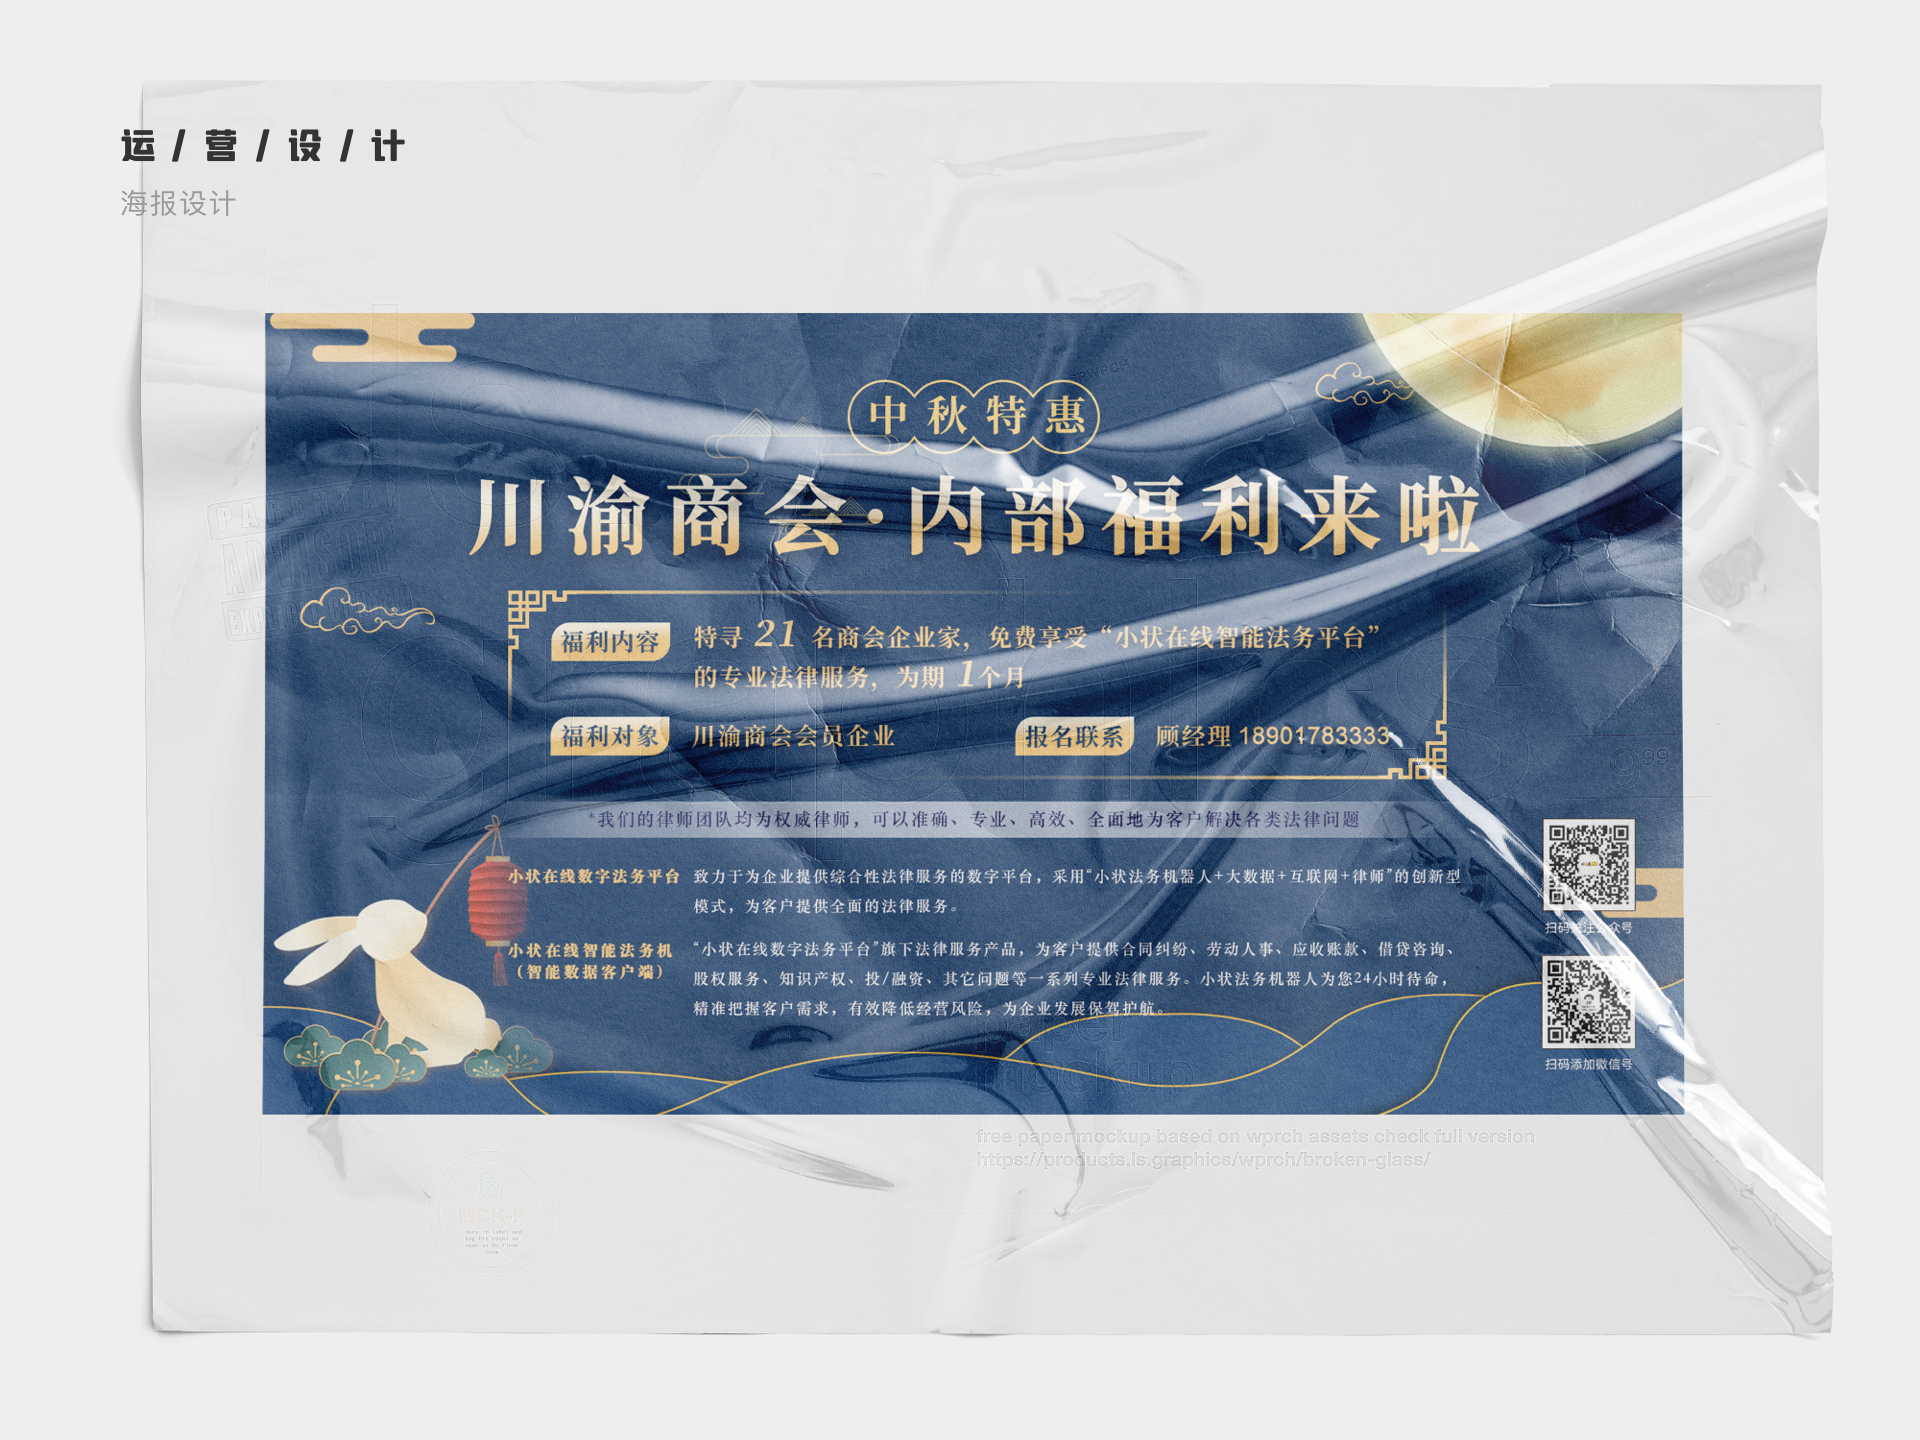 运/营/设/计
海报设计
中秋特惠
川渝商会·内部福利来啦
福利内容
特寻 21 名商会企业家，免费享受“小状在线智能法务平台”
的专业法律服务，为期 1个月
福利对象
川渝商会会员企业
报名联系
顾经理 18901783333
*我们的律师团队均为权威律师，可以准确、专业、高效、全面地为客户解决各类法律问题
小状在线数字法务平台
致力于为企业提供综合性法律服务的数字平台，采用“小状法务机器人+大数据+互联网+律师”的创新型
模式，为客户提供全面的法律服务。
小状在线智能法务机
（智能数据客户端）
“小状在线数字法务平台”旗下法律服务产品，为客户提供合同纠纷、劳动人事、应收账款、借贷咨询、
股权服务、知识产权、投/融资、其它问题等一系列专业法律服务。小状法务机器人为您24小时待命，
精准把握客户需求，有效降低经营风险，为企业发展保驾护航。
扫码关注公众号
扫码添加微信号
9.99
paper
mockup
free paper mockup based on wprch assets check full version
https://products.ls.graphics/wprch/broken-glass/
MCK-P